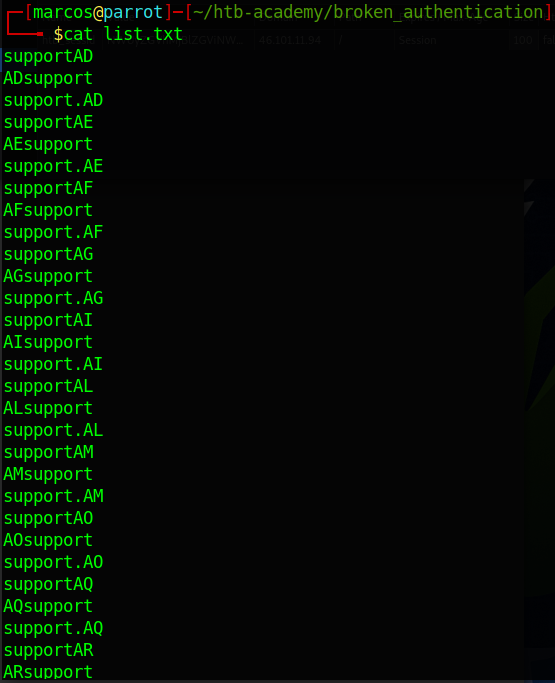 ┌─[marcos@parrot]─[~/htb-academy/broken_authentication]
└──╼ $cat list.txt
supportAD
ADsupport
support.AD
supportAE
AEsupport
support.AE
supportAF
AFsupport
support.AF
supportAG
AGsupport
support.AG
supportAI
AIsupport
support.AI
supportAL
ALsupport
support.AL
supportAM
AMsupport
support.AM
supportAO
AOsupport
support.AO
supportAQ
AQsupport
support.AQ
supportAR
ARsupport